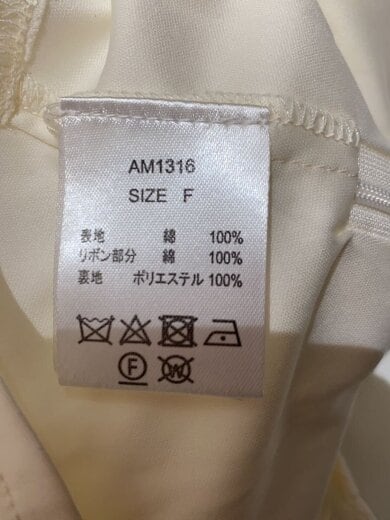 AM1316
SIZE F
表地 綿 100%
リボン部分 綿 100%
裏地 ポリエステル 100%
F W